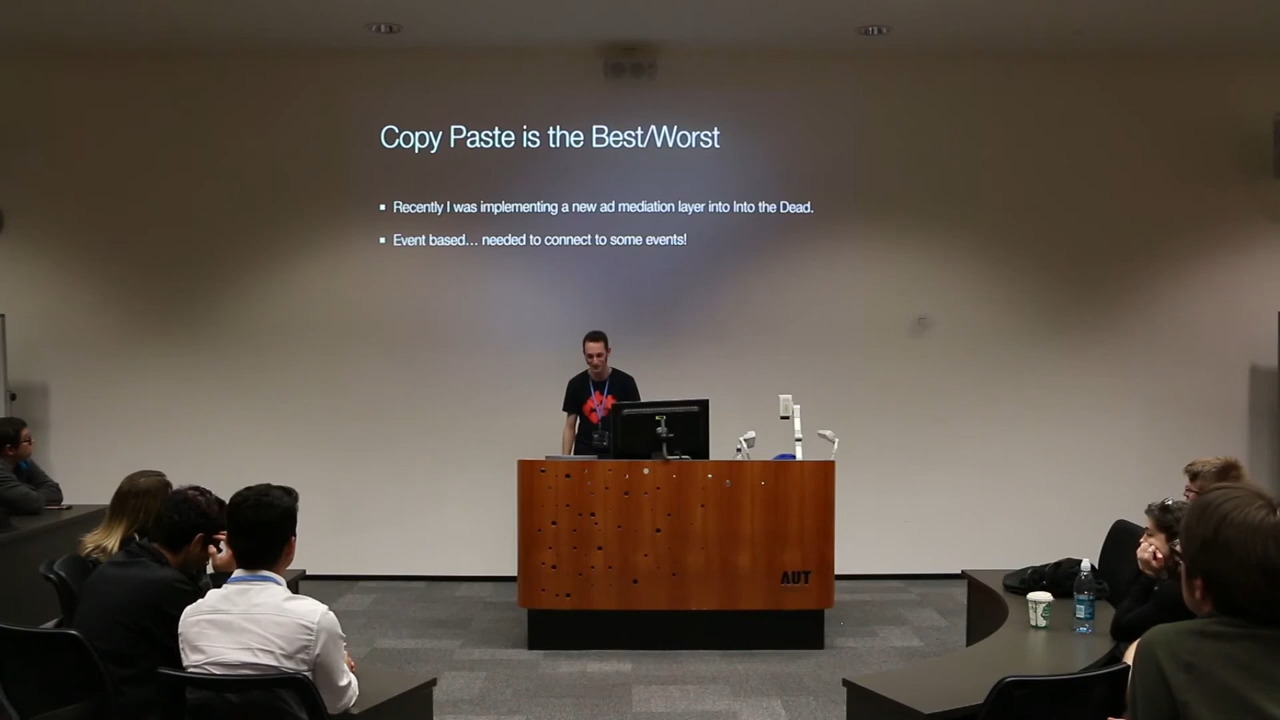 Copy Paste is the Best/Worst
▪ Recently I was implementing a new ad mediation layer into Into the Dead.
▪ Event based... needed to connect to some events!
AUT